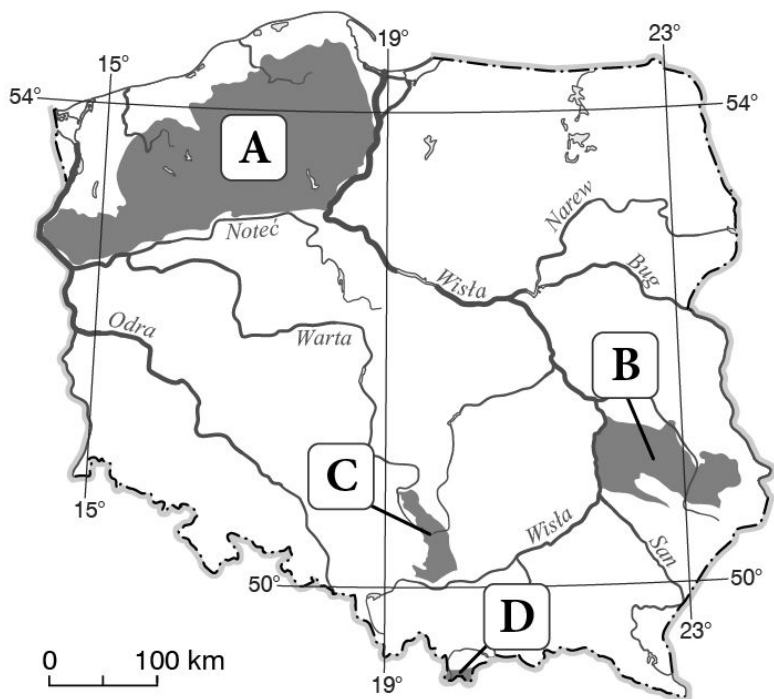 23°
19°
15°
54°
54°
A
Narew
Noteć
Wisła
Bug
Odra
Warta
B
C
15°
Wisła
San
50°
50°
D
23°
0 100 km
19°